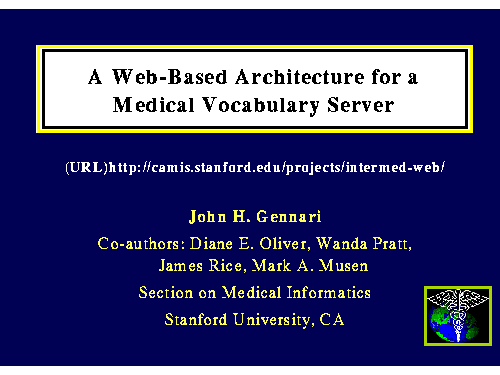 A Web-Based Architecture for a
Medical Vocabulary Server
(URL)http://camis.stanford.edu/projects/intermed-web/
John H. Gennari
Co-authors: Diane E. Oliver, Wanda Pratt,
James Rice, Mark A. Musen
Section on Medical Informatics
Stanford University, CA